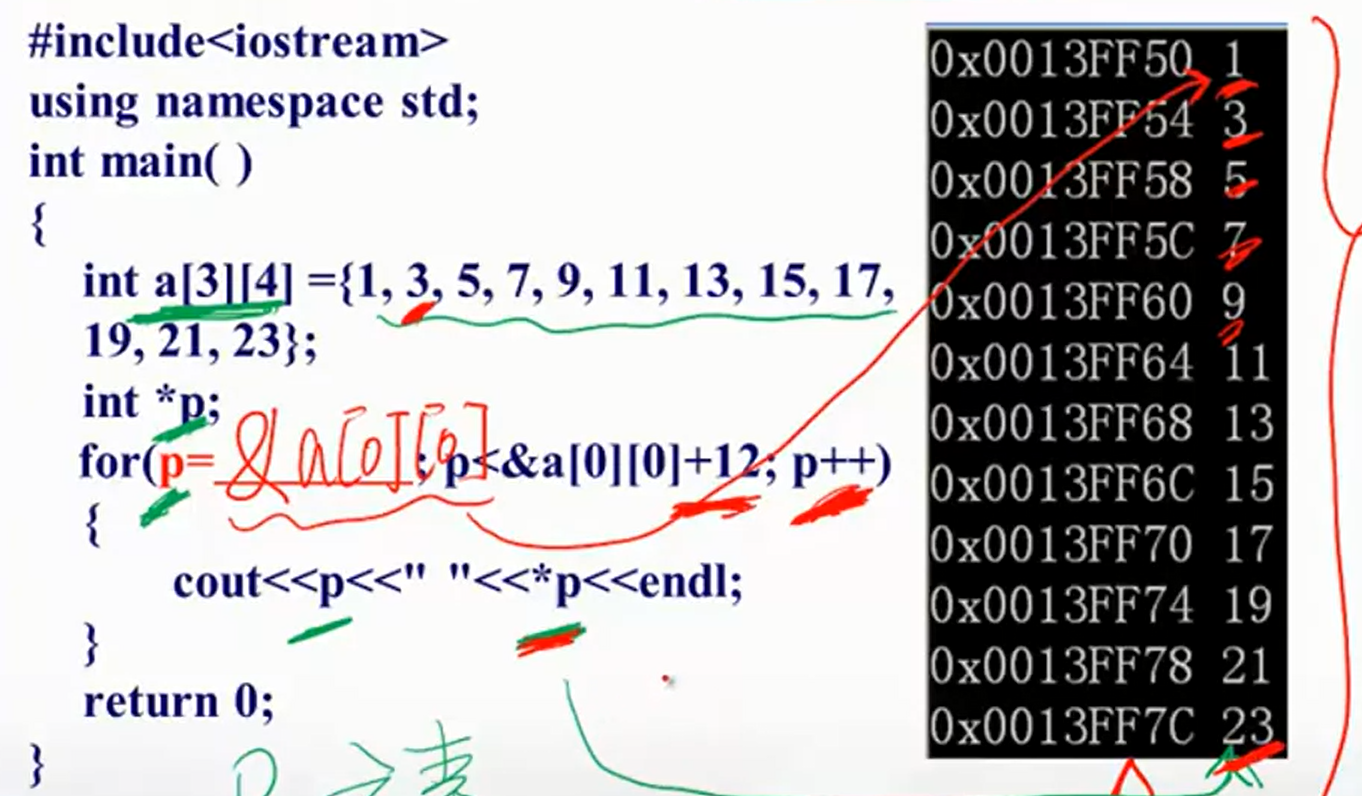 #include<iostream>
using namespace std;
int main( )
{
int a[3][4] ={1, 3, 5, 7, 9, 11, 13, 15, 17,
19, 21, 23};
int *p;
for(p= &a[0][0]; p<&a[0][0]+12; p++)
{
cout<<p<<" "<<*p<<endl;
}
return 0;
}
0x0013FF50 1
0x0013FF54 3
0x0013FF58 5
0x0013FF5C 7
0x0013FF60 9
0x0013FF64 11
0x0013FF68 13
0x0013FF6C 15
0x0013FF70 17
0x0013FF74 19
0x0013FF78 21
0x0013FF7C 23